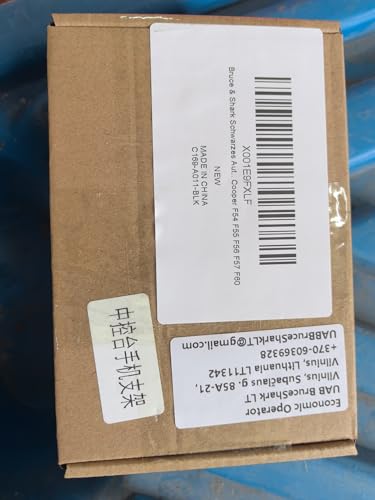 X001E9FXLF
Bruce & Shark Schwarzes Aut.. Cooper F54 F55 F56 F57 F60
NEW
MADE IN CHINA
C169-A011-BLK
中控台手机支架
Economic Operator
UAB BruceShark LT
Vilnius, Subačiaus g. 85A-21,
Vilnius, Lithuania LT11342
+370-60369328
UABBruceSharkLT@gmail.com